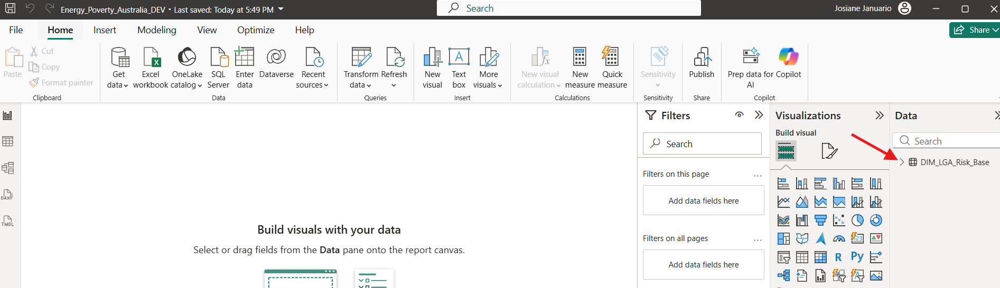 Energy_Poverty_Australia_DEV • Last saved: Today at 5:49 PM
Search
Josiane Januario
File
Home
Insert
Modeling
View
Optimize
Help
Share
Paste
Cut
Copy
Format painter
Clipboard
Get data
Excel workbook
OneLake catalog
SQL Server
Enter data
Dataverse
Recent sources
Data
Transform data
Refresh
Queries
New visual
Text box
More visuals
Insert
New visual calculation
New measure
Quick measure
Calculations
Sensitivity
Sensitivity
Publish
Share
Prep data for AI
Copilot
Copilot
DAX
TMDL
Build visuals with your data
Select or drag fields from the Data pane onto the report canvas.
Filters
Search
Filters on this page
...
Add data fields here
Filters on all pages
...
Add data fields here
Visualizations
Build visual
123
R
Py
Data
Search
DIM_LGA_Risk_Base